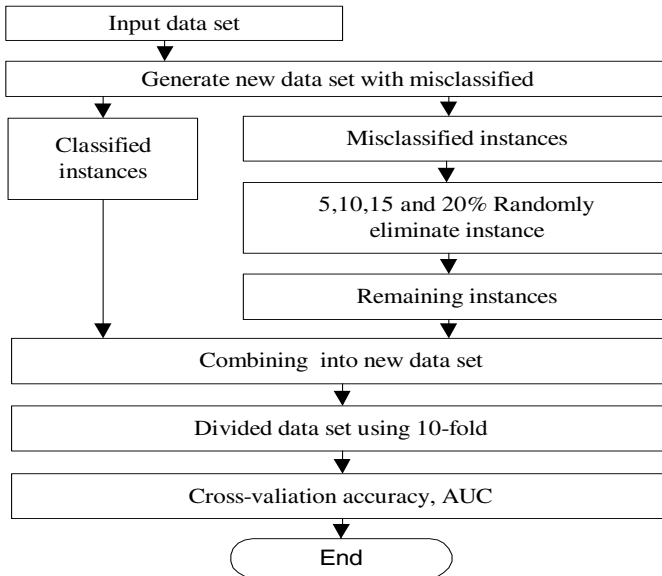 Input data set
Generate new data set with misclassified
Classified
instances
Misclassified instances
5,10,15 and 20% Randomly
eliminate instance
Remaining instances
Combining into new data set
Divided data set using 10-fold
Cross-valiation accuracy, AUC
End